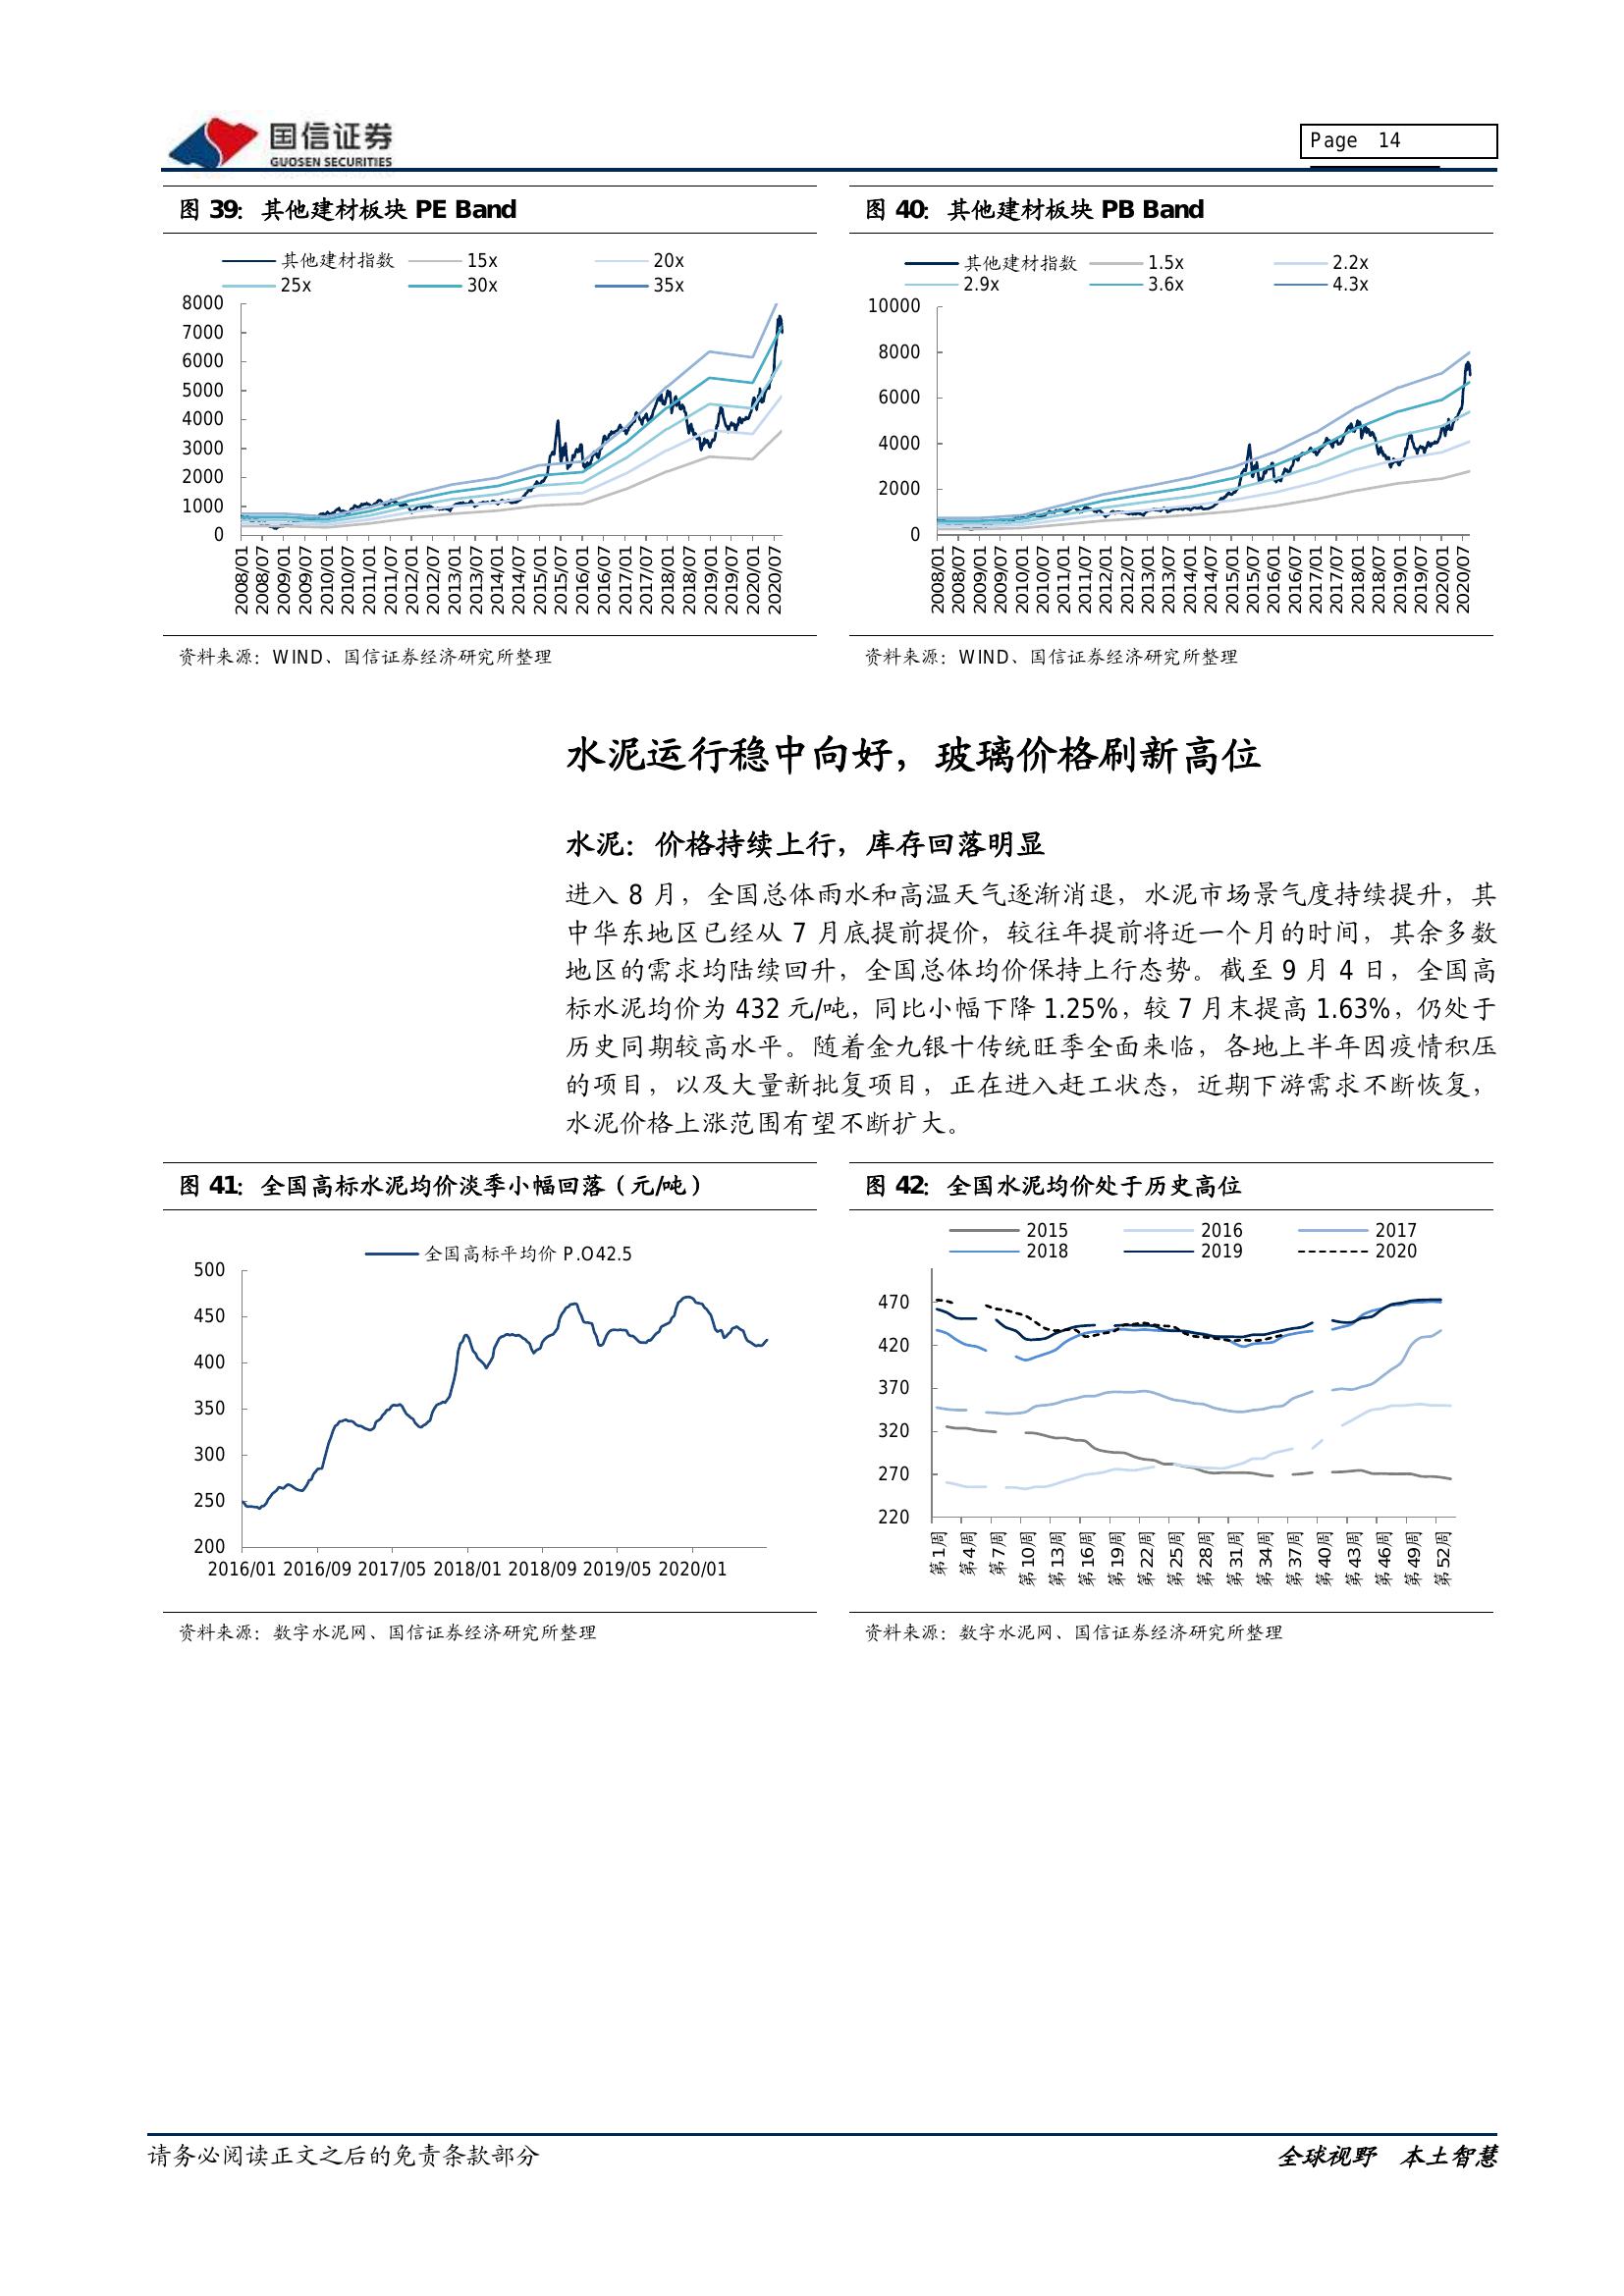 国信证券
GUOSEN SECURITIES
Page 14
图 39：其他建材板块 PE Band
其他建材指数 15x 20x
25x 30x 35x
8000
7000
6000
5000
4000
3000
2000
1000
0
2008/01 2008/07 2009/01 2009/07 2010/01 2010/07 2011/01 2011/07 2012/01 2012/07 2013/01 2013/07 2014/01 2014/07 2015/01 2015/07 2016/01 2016/07 2017/01 2017/07 2018/01 2018/07 2019/01 2019/07 2020/01 2020/07
资料来源：WIND、国信证券经济研究所整理
图 40：其他建材板块 PB Band
其他建材指数 1.5x 2.2x
2.9x 3.6x 4.3x
10000
8000
6000
4000
2000
0
2008/01 2008/07 2009/01 2009/07 2010/01 2010/07 2011/01 2011/07 2012/01 2012/07 2013/01 2013/07 2014/01 2014/07 2015/01 2015/07 2016/01 2016/07 2017/01 2017/07 2018/01 2018/07 2019/01 2019/07 2020/01 2020/07
资料来源：WIND、国信证券经济研究所整理
水泥运行稳中向好，玻璃价格刷新高位
水泥：价格持续上行，库存回落明显
进入 8 月，全国总体雨水和高温天气逐渐消退，水泥市场景气度持续提升，其
中华东地区已经从 7 月底提前提价，较往年提前将近一个月的时间，其余多数
地区的需求均陆续回升，全国总体均价保持上行态势。截至 9 月 4 日，全国高
标水泥均价为 432 元/吨，同比小幅下降 1.25%，较 7 月末提高 1.63%，仍处于
历史同期较高水平。随着金九银十传统旺季全面来临，各地上半年因疫情积压
的项目，以及大量新批复项目，正在进入赶工状态，近期下游需求不断恢复，
水泥价格上涨范围有望不断扩大。
图 41：全国高标水泥均价淡季小幅回落（元/吨）
全国高标平均价 P.O42.5
500
450
400
350
300
250
200
2016/01 2016/09 2017/05 2018/01 2018/09 2019/05 2020/01
资料来源：数字水泥网、国信证券经济研究所整理
图 42：全国水泥均价处于历史高位
2015 2016 2017
2018 2019 2020
470
420
370
320
270
220
第1周 第4周 第7周 第10周 第13周 第16周 第19周 第22周 第25周 第28周 第31周 第34周 第37周 第40周 第43周 第46周 第49周 第52周
资料来源：数字水泥网、国信证券经济研究所整理
请务必阅读正文之后的免责条款部分
全球视野 本土智慧